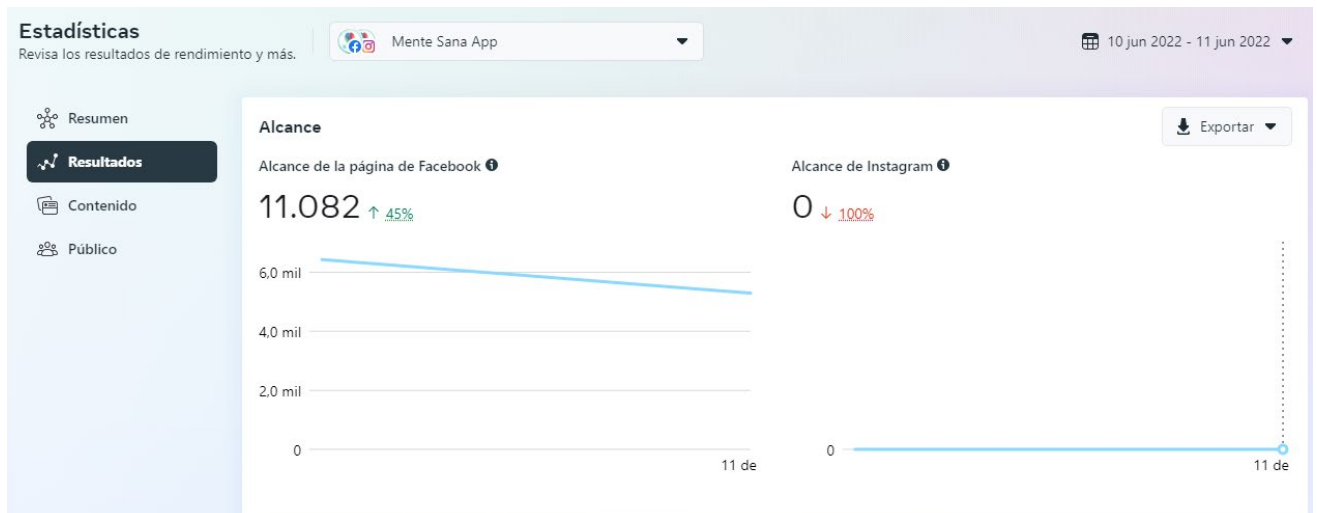 Estadísticas
Revisa los resultados de rendimiento y más.
Mente Sana App
10 jun 2022 - 11 jun 2022
Resumen
Resultados
Contenido
Público
Alcance
Exportar
Alcance de la página de Facebook
11.082 ↑ 45%
6,0 mil
4,0 mil
2,0 mil
0
11 de
Alcance de Instagram
0 ↓ 100%
0
11 de